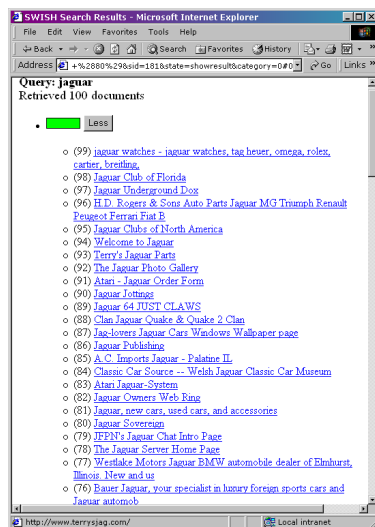 SWISH Search Results - Microsoft Internet Explorer
File Edit View Favorites Tools Help
Back Search Favorites History »
Address +%2880%29&sid=181&state=showresult&category=0#0 Go Links »
Query: jaguar
Retrieved 100 documents
Less
(99) jaguar watches - jaguar watches, tag heuer, omega, rolex,
cartier, breitling,
(98) Jaguar Club of Florida
(97) Jaguar Underground Dox
(96) H.D. Rogers & Sons Auto Parts Jaguar MG Triumph Renault
Peugeot Ferrari Fiat B
(95) Jaguar Clubs of North America
(94) Welcome to Jaguar
(93) Terry's Jaguar Parts
(92) The Jaguar Photo Gallery
(91) Atari - Jaguar Order Form
(90) Jaguar Jottings
(89) Jaguar 64 JUST CLAWS
(88) Clan Jaguar Quake & Quake 2 Clan
(87) Jag-lovers Jaguar Cars Windows Wallpaper page
(86) Jaguar Publishing
(85) A.C. Imports Jaguar - Palatine IL
(84) Classic Car Source -- Welsh Jaguar Classic Car Museum
(83) Atari Jaguar-System
(82) Jaguar Owners Web Ring
(81) Jaguar, new cars, used cars, and accessories
(80) Jaguar Sovereign
(79) JFPN's Jaguar Chat Intro Page
(78) The Jaguar Server Home Page
(77) Westlake Motors Jaguar BMW automobile dealer of Elmhurst,
Illinois. New and us
(76) Bauer Jaguar, your specialist in luxury foreign sports cars and
Jaguar automob
http://www.terrysjag.com/ Local intranet